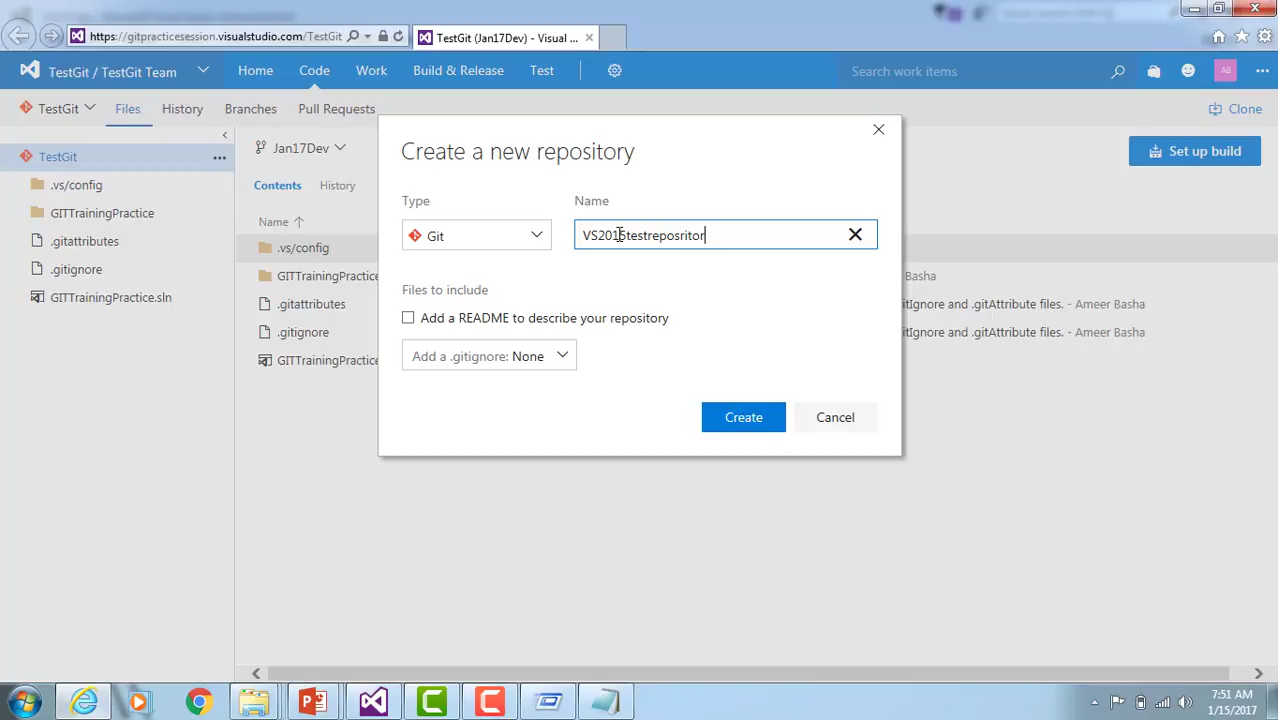 https://gitpracticesession.visualstudio.com/TestGit
TestGit (Jan17Dev) - Visual ...
TestGit / TestGit Team
Home
Code
Work
Build & Release
Test
Search work items
AB
TestGit
Files
History
Branches
Pull Requests
Clone
TestGit
.vs/config
GITTrainingPractice
.gitattributes
.gitignore
GITTrainingPractice.sln
Jan17Dev
Set up build
Contents
History
Name
.vs/config
GITTrainingPractice
Basha
.gitattributes
itIgnore and .gitAttribute files. - Ameer Basha
.gitignore
itIgnore and .gitAttribute files. - Ameer Basha
GITTrainingPractice
Create a new repository
Type
Name
Git
VS2015testreposritor
Files to include
Add a README to describe your repository
Add a .gitignore: None
Create
Cancel
7:51 AM
1/15/2017